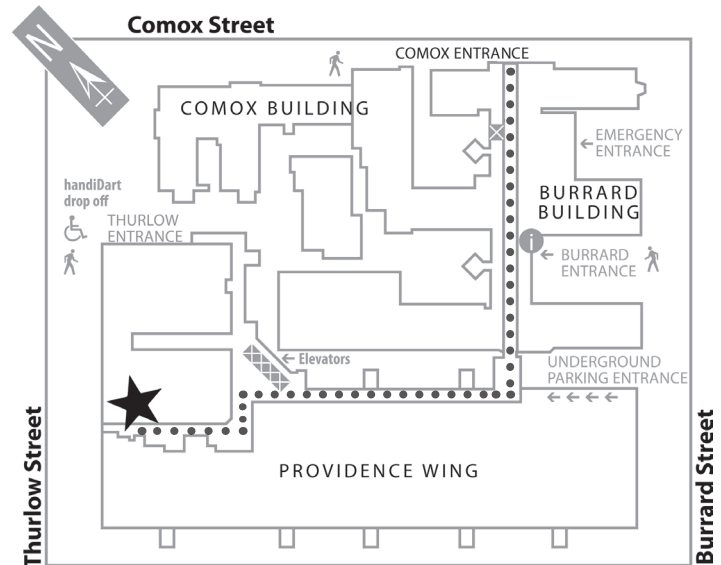 Comox Street
N
COMOX ENTRANCE
COMOX BUILDING
← EMERGENCY
ENTRANCE
handiDart
drop off
THURLOW
ENTRANCE
BURRARD
BUILDING
i
← BURRARD
ENTRANCE
← Elevators
UNDERGROUND
PARKING ENTRANCE
← ← ← ←
PROVIDENCE WING
Thurlow Street
Burrard Street